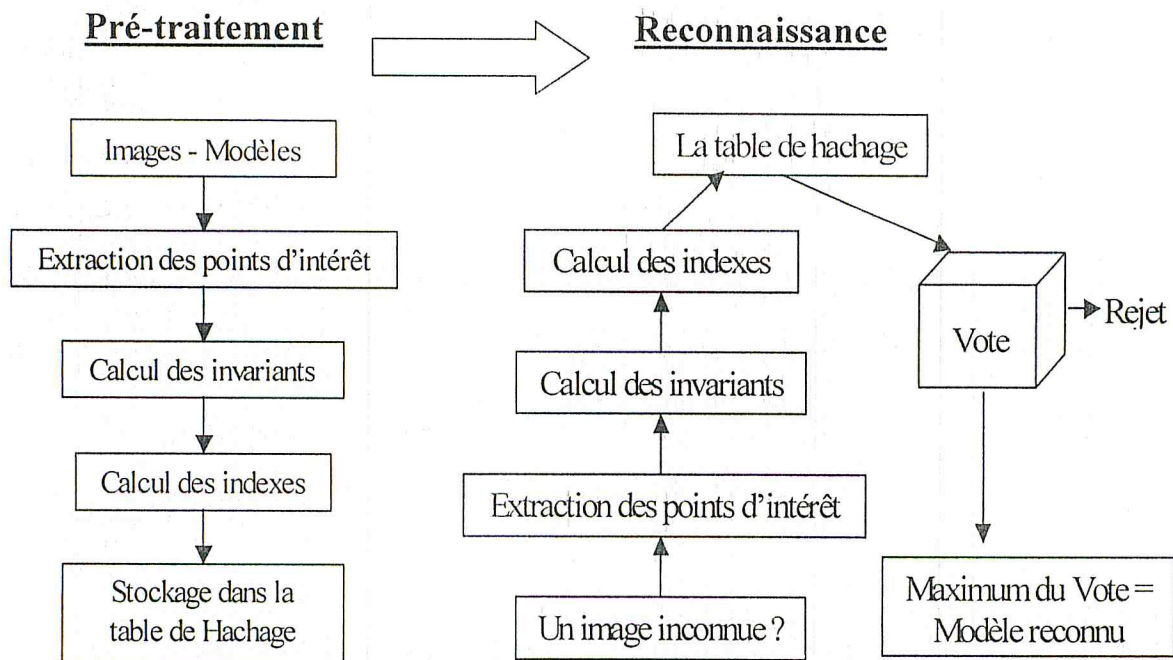 Pré-traitement
Images - Modèles
Extraction des points d'intérêt
Calcul des invariants
Calcul des indexes
Stockage dans la
table de Hachage
Reconnaissance
La table de hachage
Calcul des indexes
Calcul des invariants
Extraction des points d'intérêt
Un image inconnue ?
Vote
Rejet
Maximum du Vote =
Modèle reconnu